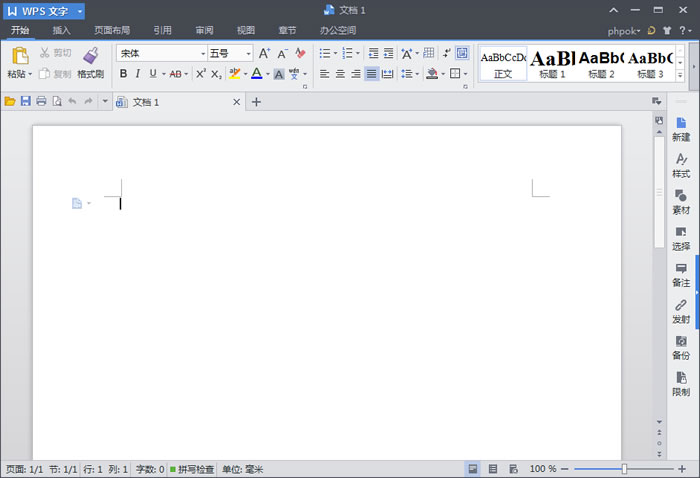 WPS 文字
文档 1
开始 插入 页面布局 引用 审阅 视图 章节 办公空间
phpok
粘贴 剪切 复制 格式刷
宋体 五号
B I U AB X² X₂ A A wén 文
AaBbCcDd AaBl AaBb( AaBbC
正文 标题 1 标题 2 标题 3
文档 1
新建
样式
素材
选择
备注
发射
备份
限制
页面: 1/1 节: 1/1 行: 1 列: 1 字数: 0 拼写检查 单位: 毫米 100 %